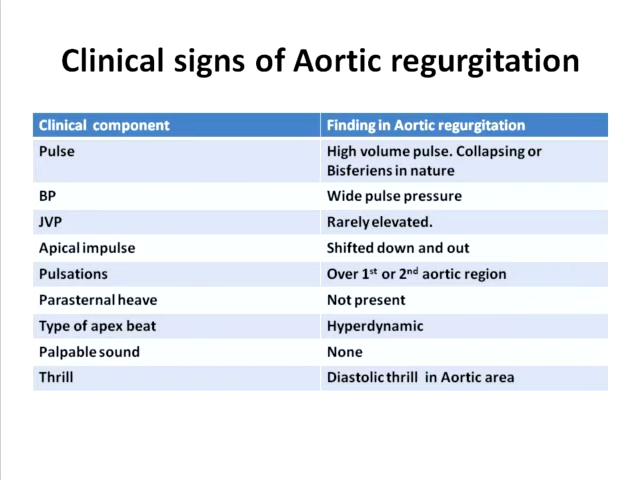 Clinical signs of Aortic regurgitation
Clinical component Finding in Aortic regurgitation
Pulse High volume pulse. Collapsing or
Bisferiens in nature
BP Wide pulse pressure
JVP Rarely elevated.
Apical impulse Shifted down and out
Pulsations Over 1st or 2nd aortic region
Parasternal heave Not present
Type of apex beat Hyperdynamic
Palpable sound None
Thrill Diastolic thrill in Aortic area